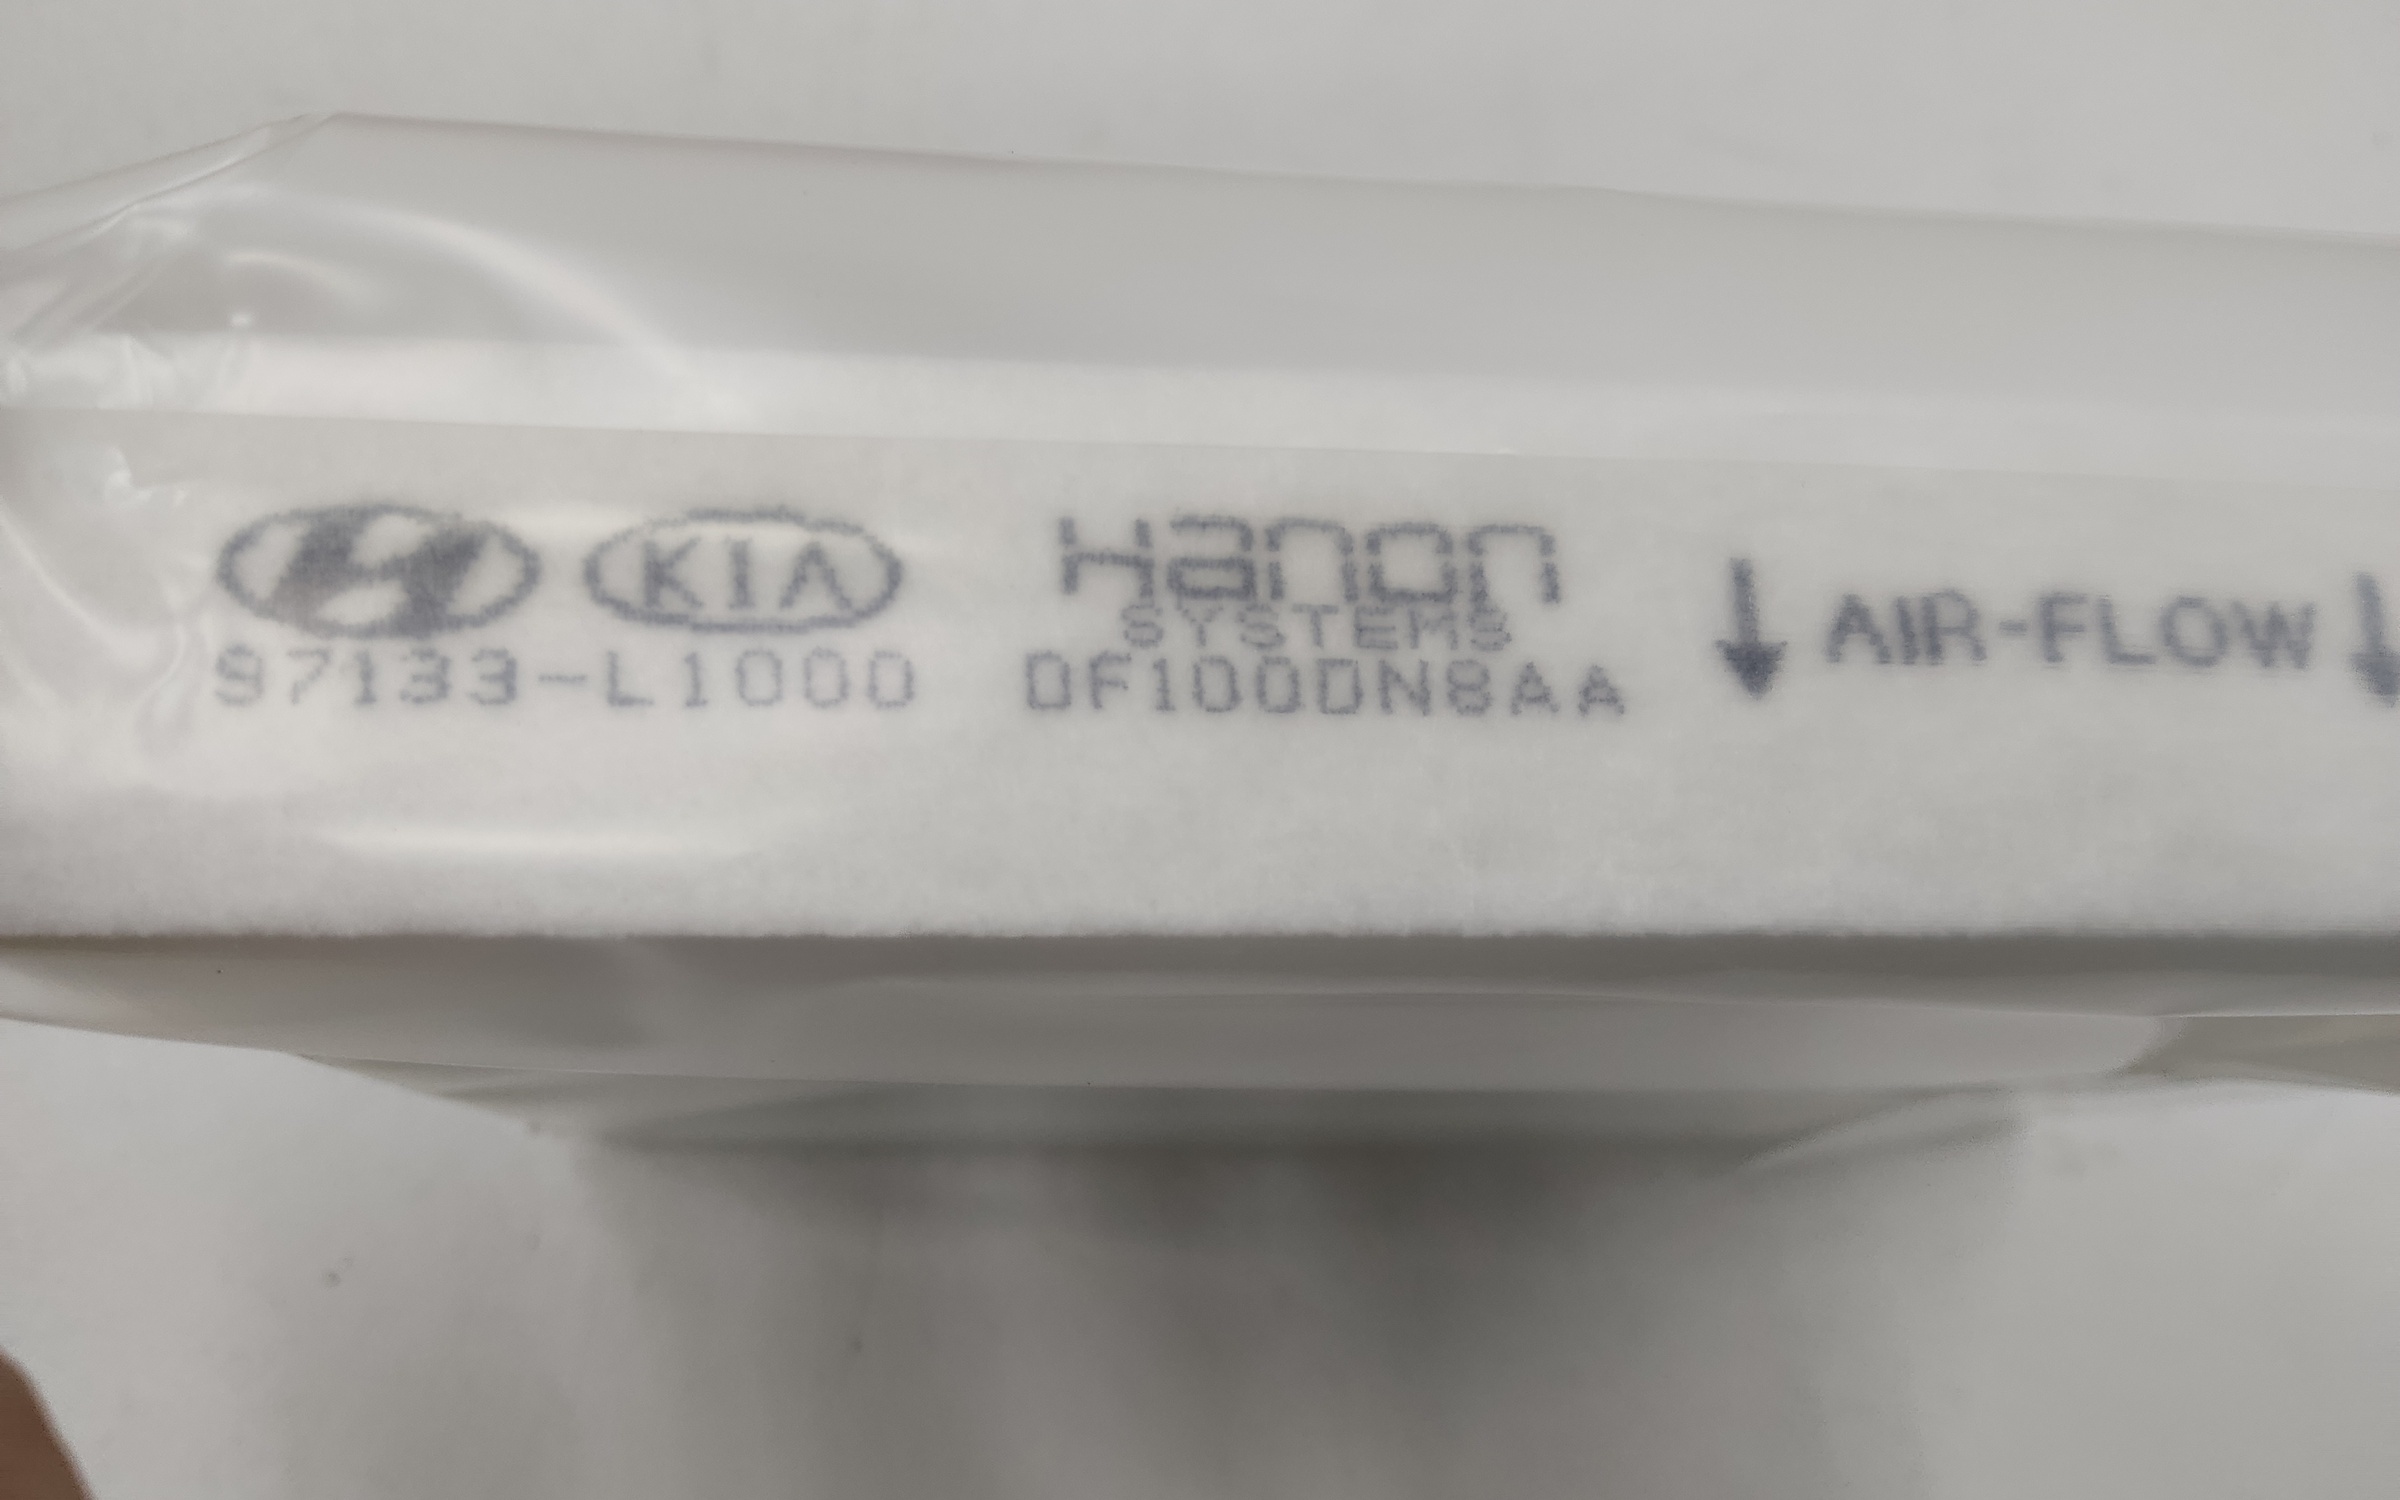 KIA
97133-L1000
Hanon
SYSTEMS
DF100DN8AA
↓ AIR-FLOW ↓